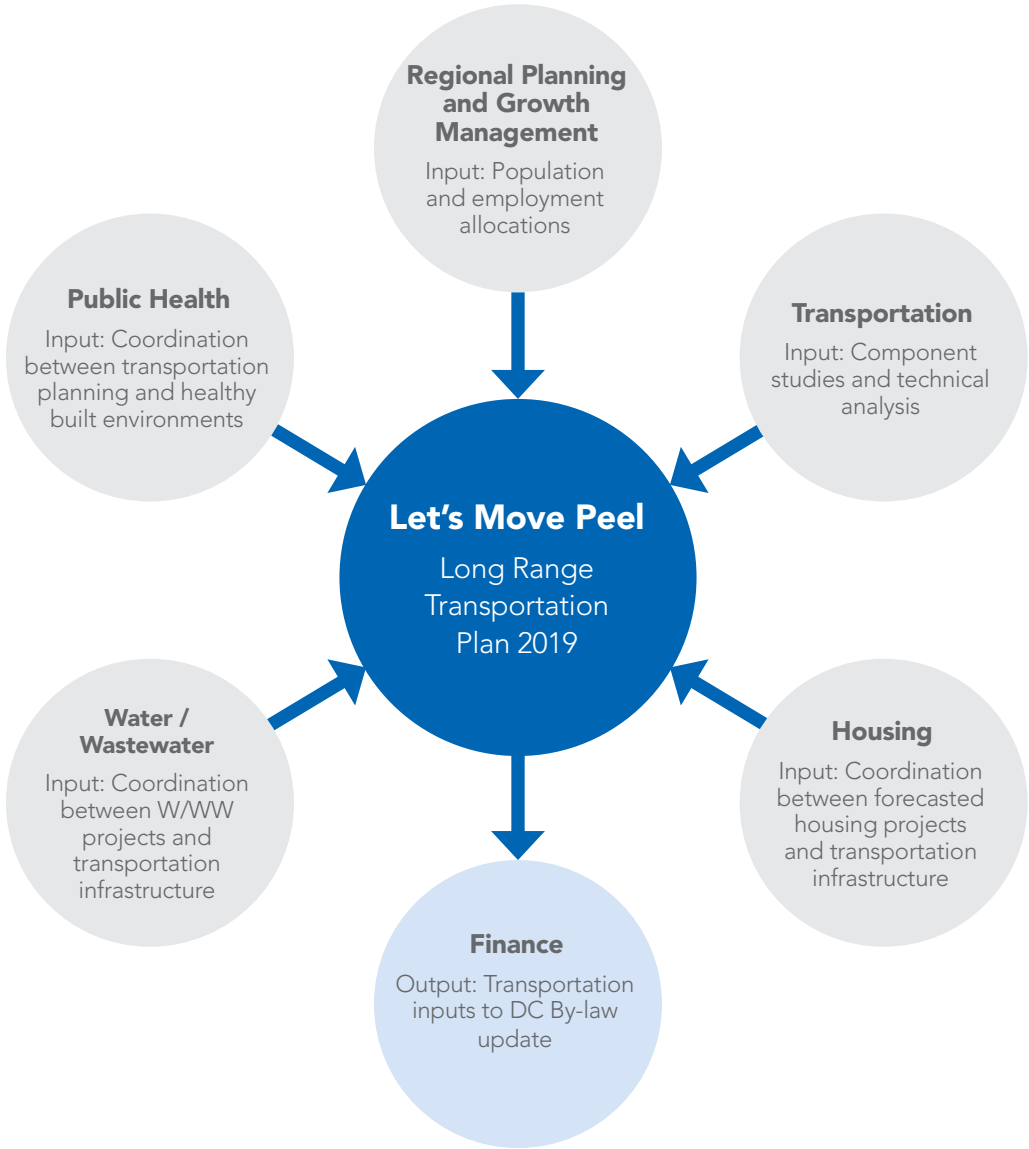 Regional Planning
and Growth
Management
Input: Population
and employment
allocations
Public Health
Input: Coordination
between transportation
planning and healthy
built environments
Transportation
Input: Component
studies and technical
analysis
Let’s Move Peel
Long Range
Transportation
Plan 2019
Water /
Wastewater
Input: Coordination
between W/WW
projects and
transportation
infrastructure
Housing
Input: Coordination
between forecasted
housing projects
and transportation
infrastructure
Finance
Output: Transportation
inputs to DC By-law
update